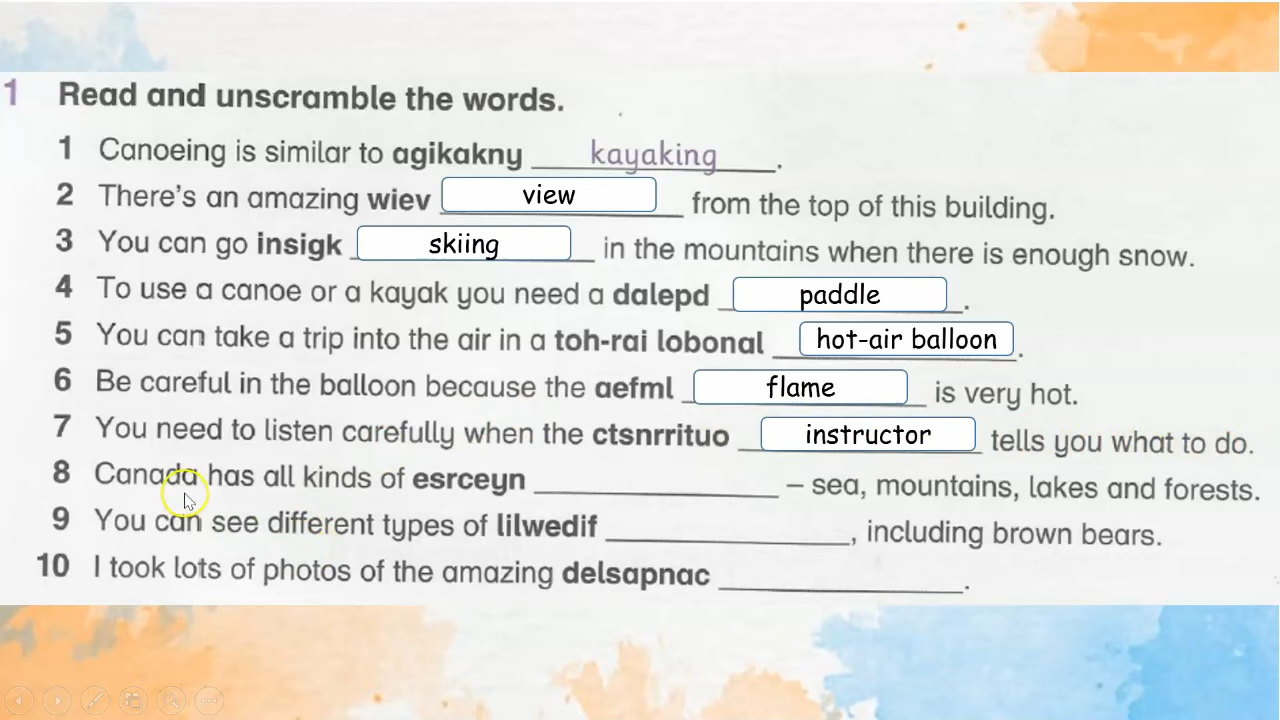 1 Read and unscramble the words.
1 Canoeing is similar to agikakny kayaking.
2 There's an amazing wiev view from the top of this building.
3 You can go insigk skiing in the mountains when there is enough snow.
4 To use a canoe or a kayak you need a dalepd paddle.
5 You can take a trip into the air in a toh-rai lobonal hot-air balloon.
6 Be careful in the balloon because the aefml flame is very hot.
7 You need to listen carefully when the ctsnrrituo instructor tells you what to do.
8 Canada has all kinds of esrceyn ____________ – sea, mountains, lakes and forests.
9 You can see different types of lilwedif ____________, including brown bears.
10 I took lots of photos of the amazing delsapnac ____________.